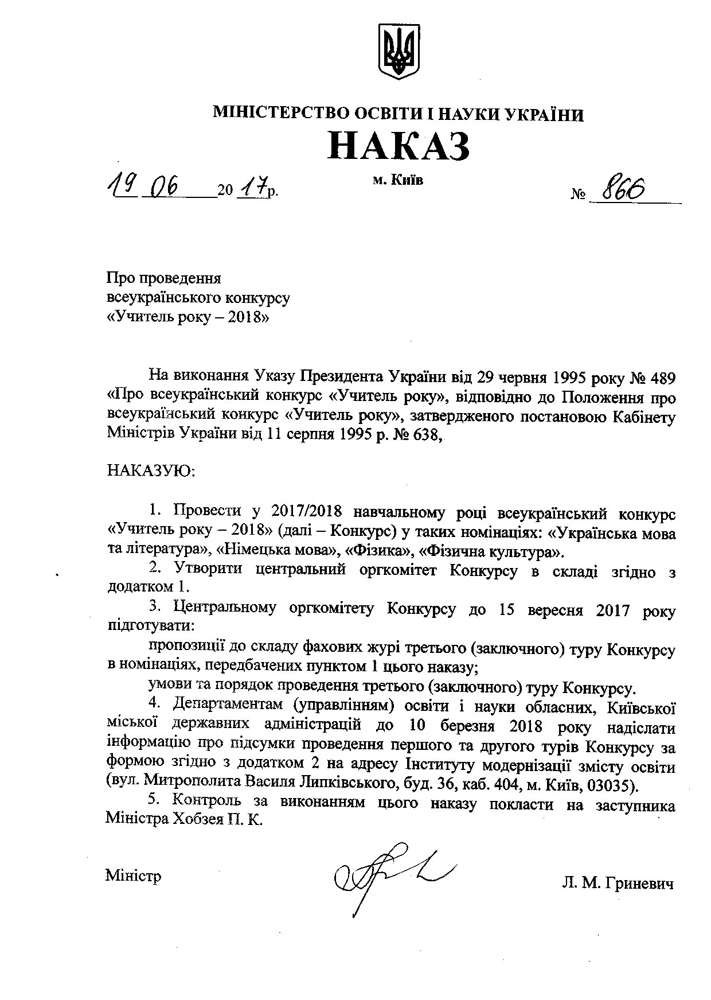 МІНІСТЕРСТВО ОСВІТИ І НАУКИ УКРАЇНИ
НАКАЗ
м. Київ
19 06 2017р.
№ 866
Про проведення
всеукраїнського конкурсу
«Учитель року – 2018»
На виконання Указу Президента України від 29 червня 1995 року № 489
«Про всеукраїнський конкурс «Учитель року», відповідно до Положення про
всеукраїнський конкурс «Учитель року», затвердженого постановою Кабінету
Міністрів України від 11 серпня 1995 р. № 638,
НАКАЗУЮ:
1. Провести у 2017/2018 навчальному році всеукраїнський конкурс
«Учитель року – 2018» (далі – Конкурс) у таких номінаціях: «Українська мова
та література», «Німецька мова», «Фізика», «Фізична культура».
2. Утворити центральний оргкомітет Конкурсу в складі згідно з
додатком 1.
3. Центральному оргкомітету Конкурсу до 15 вересня 2017 року
підготувати:
пропозиції до складу фахових журі третього (заключного) туру Конкурсу
в номінаціях, передбачених пунктом 1 цього наказу;
умови та порядок проведення третього (заключного) туру Конкурсу.
4. Департаментам (управлінням) освіти і науки обласних, Київської
міської державних адміністрацій до 10 березня 2018 року надіслати
інформацію про підсумки проведення першого та другого турів Конкурсу за
формою згідно з додатком 2 на адресу Інституту модернізації змісту освіти
(вул. Митрополита Василя Липківського, буд. 36, каб. 404, м. Київ, 03035).
5. Контроль за виконанням цього наказу покласти на заступника
Міністра Хобзея П. К.
Міністр
Л. М. Гриневич